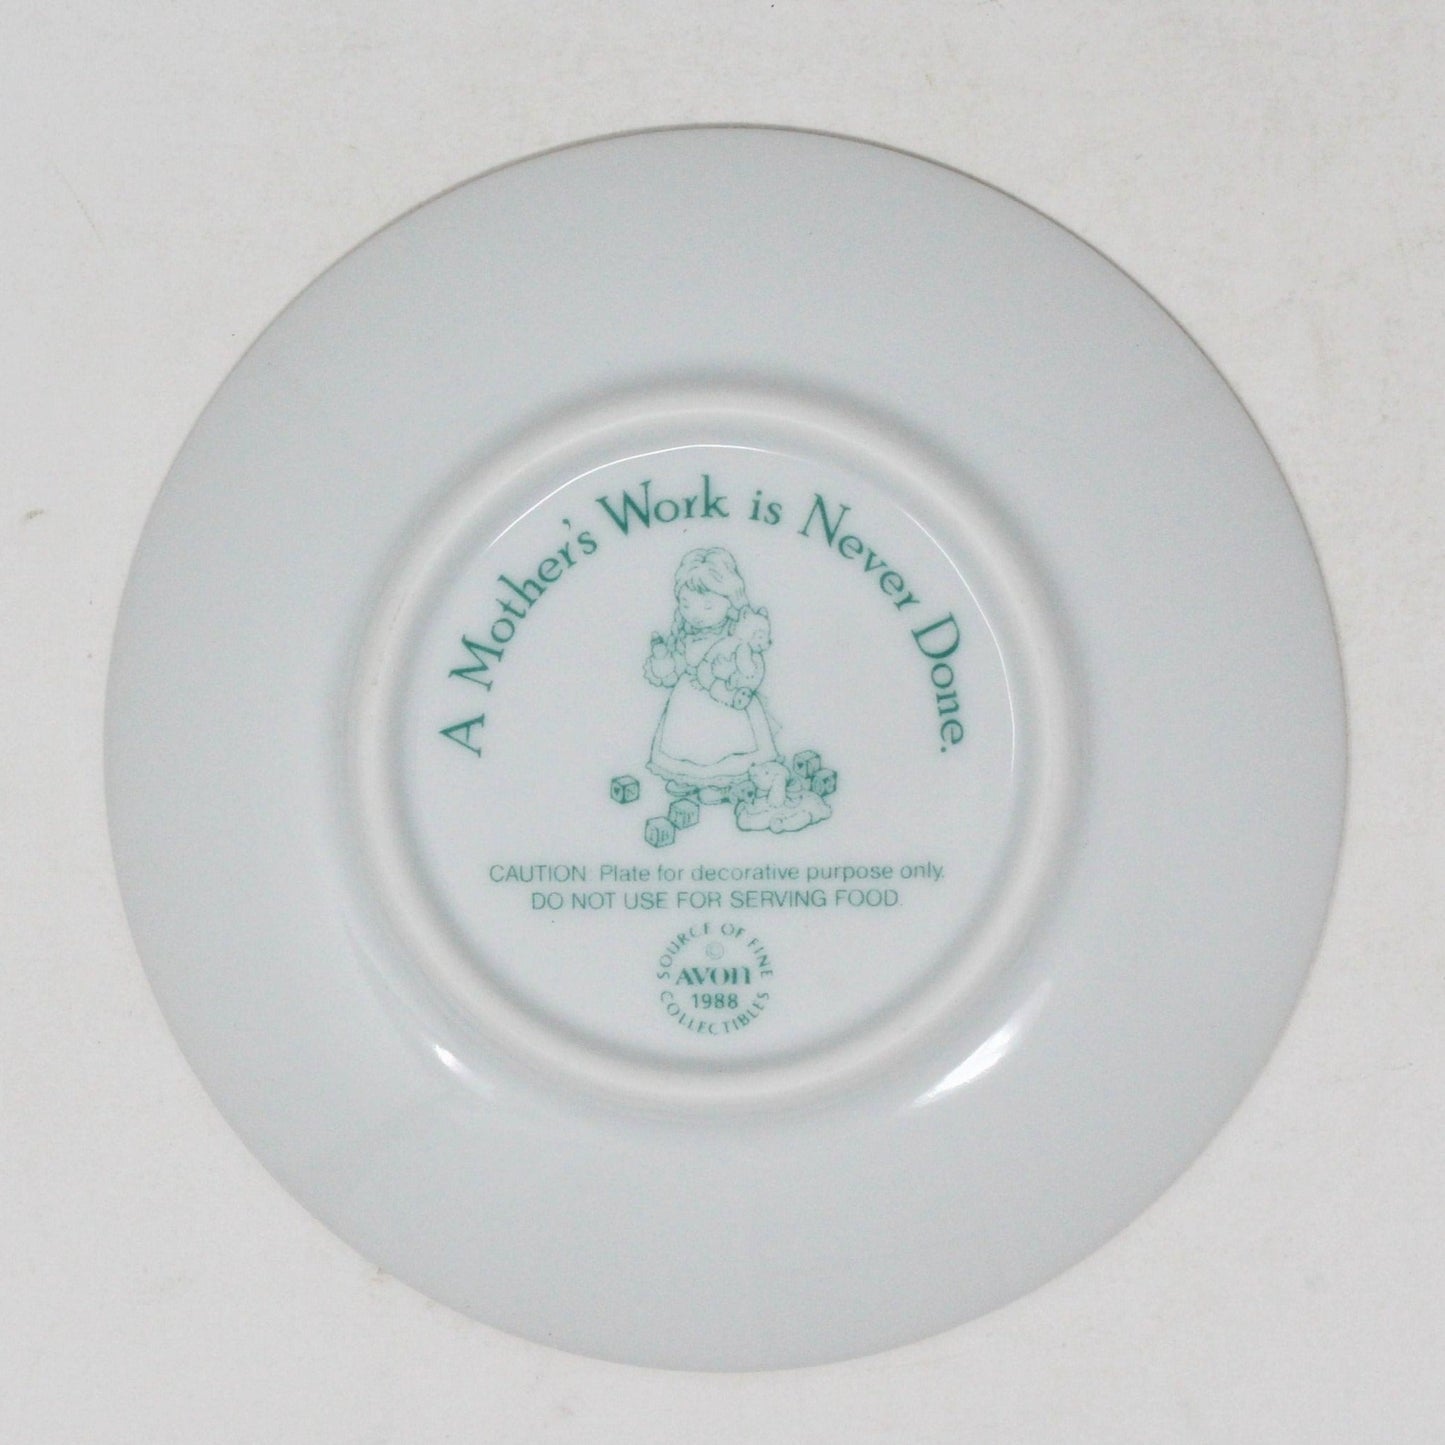 A Mother's Work is Never Done.
CAUTION: Plate for decorative purpose only.
DO NOT USE FOR SERVING FOOD.
SOURCE OF FINE
©
AVON
1988
COLLECTIBLES